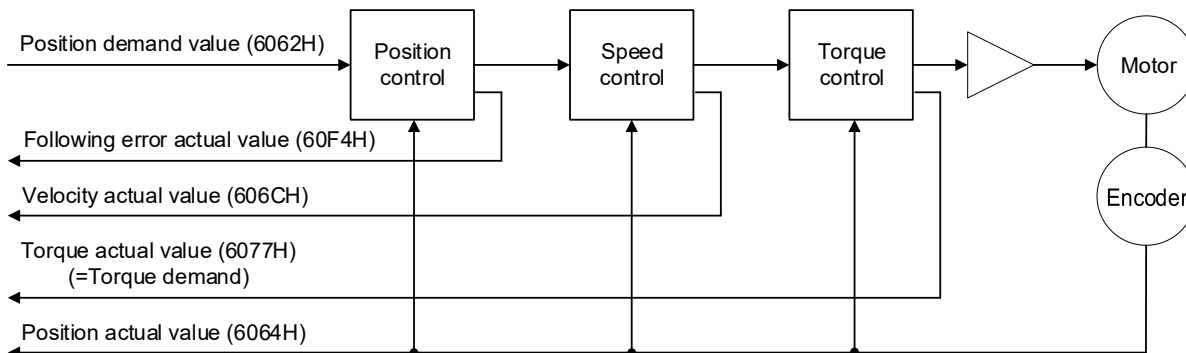 Position demand value (6062H)
Position
control
Speed
control
Torque
control
Motor
Following error actual value (60F4H)
Velocity actual value (606CH)
Encoder
Torque actual value (6077H)
(=Torque demand)
Position actual value (6064H)